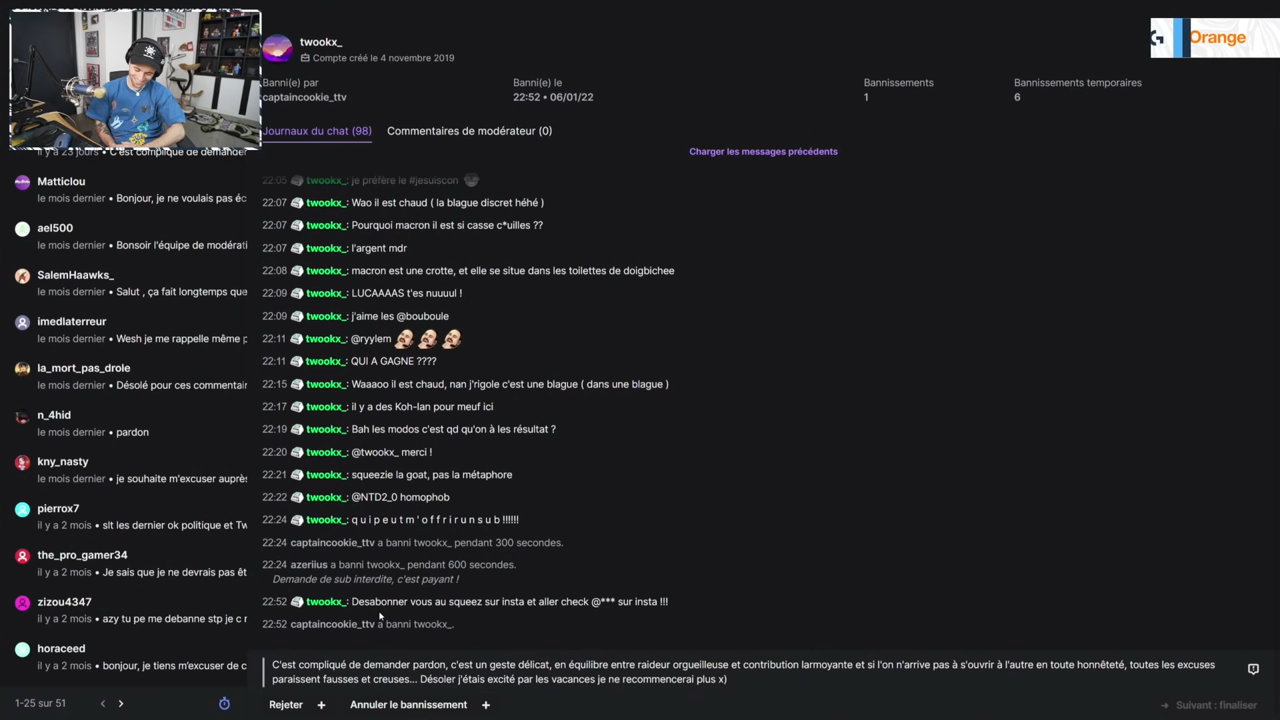 twookx_
Compte créé le 4 novembre 2019
Orange
Banni(e) par
captaincookie_ttv
Banni(e) le
22:52 • 06/01/22
Bannissements
1
Bannissements temporaires
6
Journaux du chat (98)
Commentaires de modérateur (0)
Charger les messages précédents
il y a 23 jours • C'est compliqué de demander
Matticlou
le mois dernier • Bonjour, je ne voulais pas éc
ael500
le mois dernier • Bonsoir l'équipe de modérati
SalemHaawks_
le mois dernier • Salut , ça fait longtemps que
imedlaterreur
le mois dernier • Wesh je me rappelle même p
la_mort_pas_drole
le mois dernier • Désolé pour ces commentair
n_4hid
le mois dernier • pardon
kny_nasty
le mois dernier • je souhaite m'excuser auprès
pierrox7
il y a 2 mois • slt les dernier ok politique et Tw
the_pro_gamer34
il y a 2 mois • Je sais que je ne devrais pas êt
zizou4347
il y a 2 mois • azy tu pe me debanne stp je c r
horaceed
il y a 2 mois • bonjour, je tiens m'excuser de c
1-25 sur 51
22:05 twookx_: je préfère le #jesuiscon
22:07 twookx_: Wao il est chaud ( la blague discret héhé )
22:07 twookx_: Pourquoi macron il est si casse c*uilles ??
22:07 twookx_: l'argent mdr
22:08 twookx_: macron est une crotte, et elle se situe dans les toilettes de doigbichee
22:09 twookx_: LUCAAAAS t'es nuuuul !
22:09 twookx_: j'aime les @bouboule
22:11 twookx_: @ryylem
22:11 twookx_: QUI A GAGNE ????
22:15 twookx_: Waaaoo il est chaud, nan j'rigole c'est une blague ( dans une blague )
22:17 twookx_: il y a des Koh-lan pour meuf ici
22:19 twookx_: Bah les modos c'est qd qu'on à les résultat ?
22:20 twookx_: @twookx_ merci !
22:21 twookx_: squeezie la goat, pas la métaphore
22:22 twookx_: @NTD2_0 homophob
22:24 twookx_: q u i p e u t m ' o f f r i r u n s u b !!!!!!
22:24 captaincookie_ttv a banni twookx_ pendant 300 secondes.
22:24 azeriius a banni twookx_ pendant 600 secondes.
Demande de sub interdite, c'est payant !
22:52 twookx_: Desabonner vous au squeez sur insta et aller check @*** sur insta !!!
22:52 captaincookie_ttv a banni twookx_.
C'est compliqué de demander pardon, c'est un geste délicat, en équilibre entre raideur orgueilleuse et contribution larmoyante et si l'on n'arrive pas à s'ouvrir à l'autre en toute honnêteté, toutes les excuses
paraissent fausses et creuses... Désoler j'étais excité par les vacances je ne recommencerai plus x)
Rejeter + Annuler le bannissement +
Suivant : finaliser